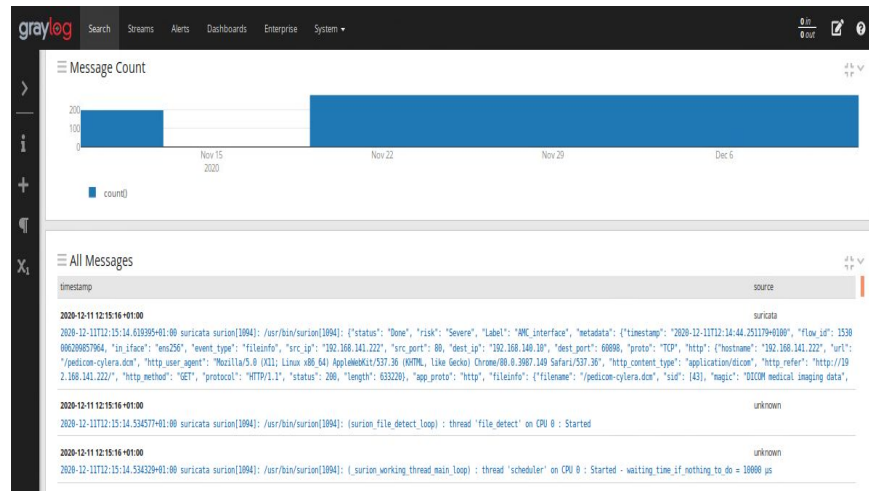 graylog Search Streams Alerts Dashboards Enterprise System 0 in
0 out
Message Count
200
100
0
Nov 15 Nov 22 Nov 29 Dec 6
2020
count()
All Messages
timestamp source
2020-12-11 12:15:16 +01:00 suricata
2020-12-11T12:15:14.619395+01:00 suricata surion[1094]: /usr/bin/surion[1094]: {"status": "Done", "risk": "Severe", "Label": "AMC_interface", "metadata": {"timestamp": "2020-12-11T12:14:44.251179+0100", "flow_id": 1530
006209857964, "in_iface": "ens256", "event_type": "fileinfo", "src_ip": "192.168.141.222", "src_port": 80, "dest_ip": "192.168.140.10", "dest_port": 60898, "proto": "TCP", "http": {"hostname": "192.168.141.222", "url":
"/pedicom-cylera.dcm", "http_user_agent": "Mozilla/5.0 (X11; Linux x86_64) AppleWebKit/537.36 (KHTML, like Gecko) Chrome/80.0.3987.149 Safari/537.36", "http_content_type": "application/dicom", "http_refer": "http://19
2.168.141.222/", "http_method": "GET", "protocol": "HTTP/1.1", "status": 200, "length": 633220}, "app_proto": "http", "fileinfo": {"filename": "/pedicom-cylera.dcm", "sid": [43], "magic": "DICOM medical imaging data",
2020-12-11 12:15:16 +01:00 unknown
2020-12-11T12:15:14.534577+01:00 suricata surion[1094]: /usr/bin/surion[1094]: (_surion_file_detect_loop) : thread 'file_detect' on CPU 0 : Started
2020-12-11 12:15:16 +01:00 unknown
2020-12-11T12:15:14.534329+01:00 suricata surion[1094]: /usr/bin/surion[1094]: (_surion_working_thread_main_loop) : thread 'scheduler' on CPU 0 : Started - waiting_time_if_nothing_to_do = 10000 µs